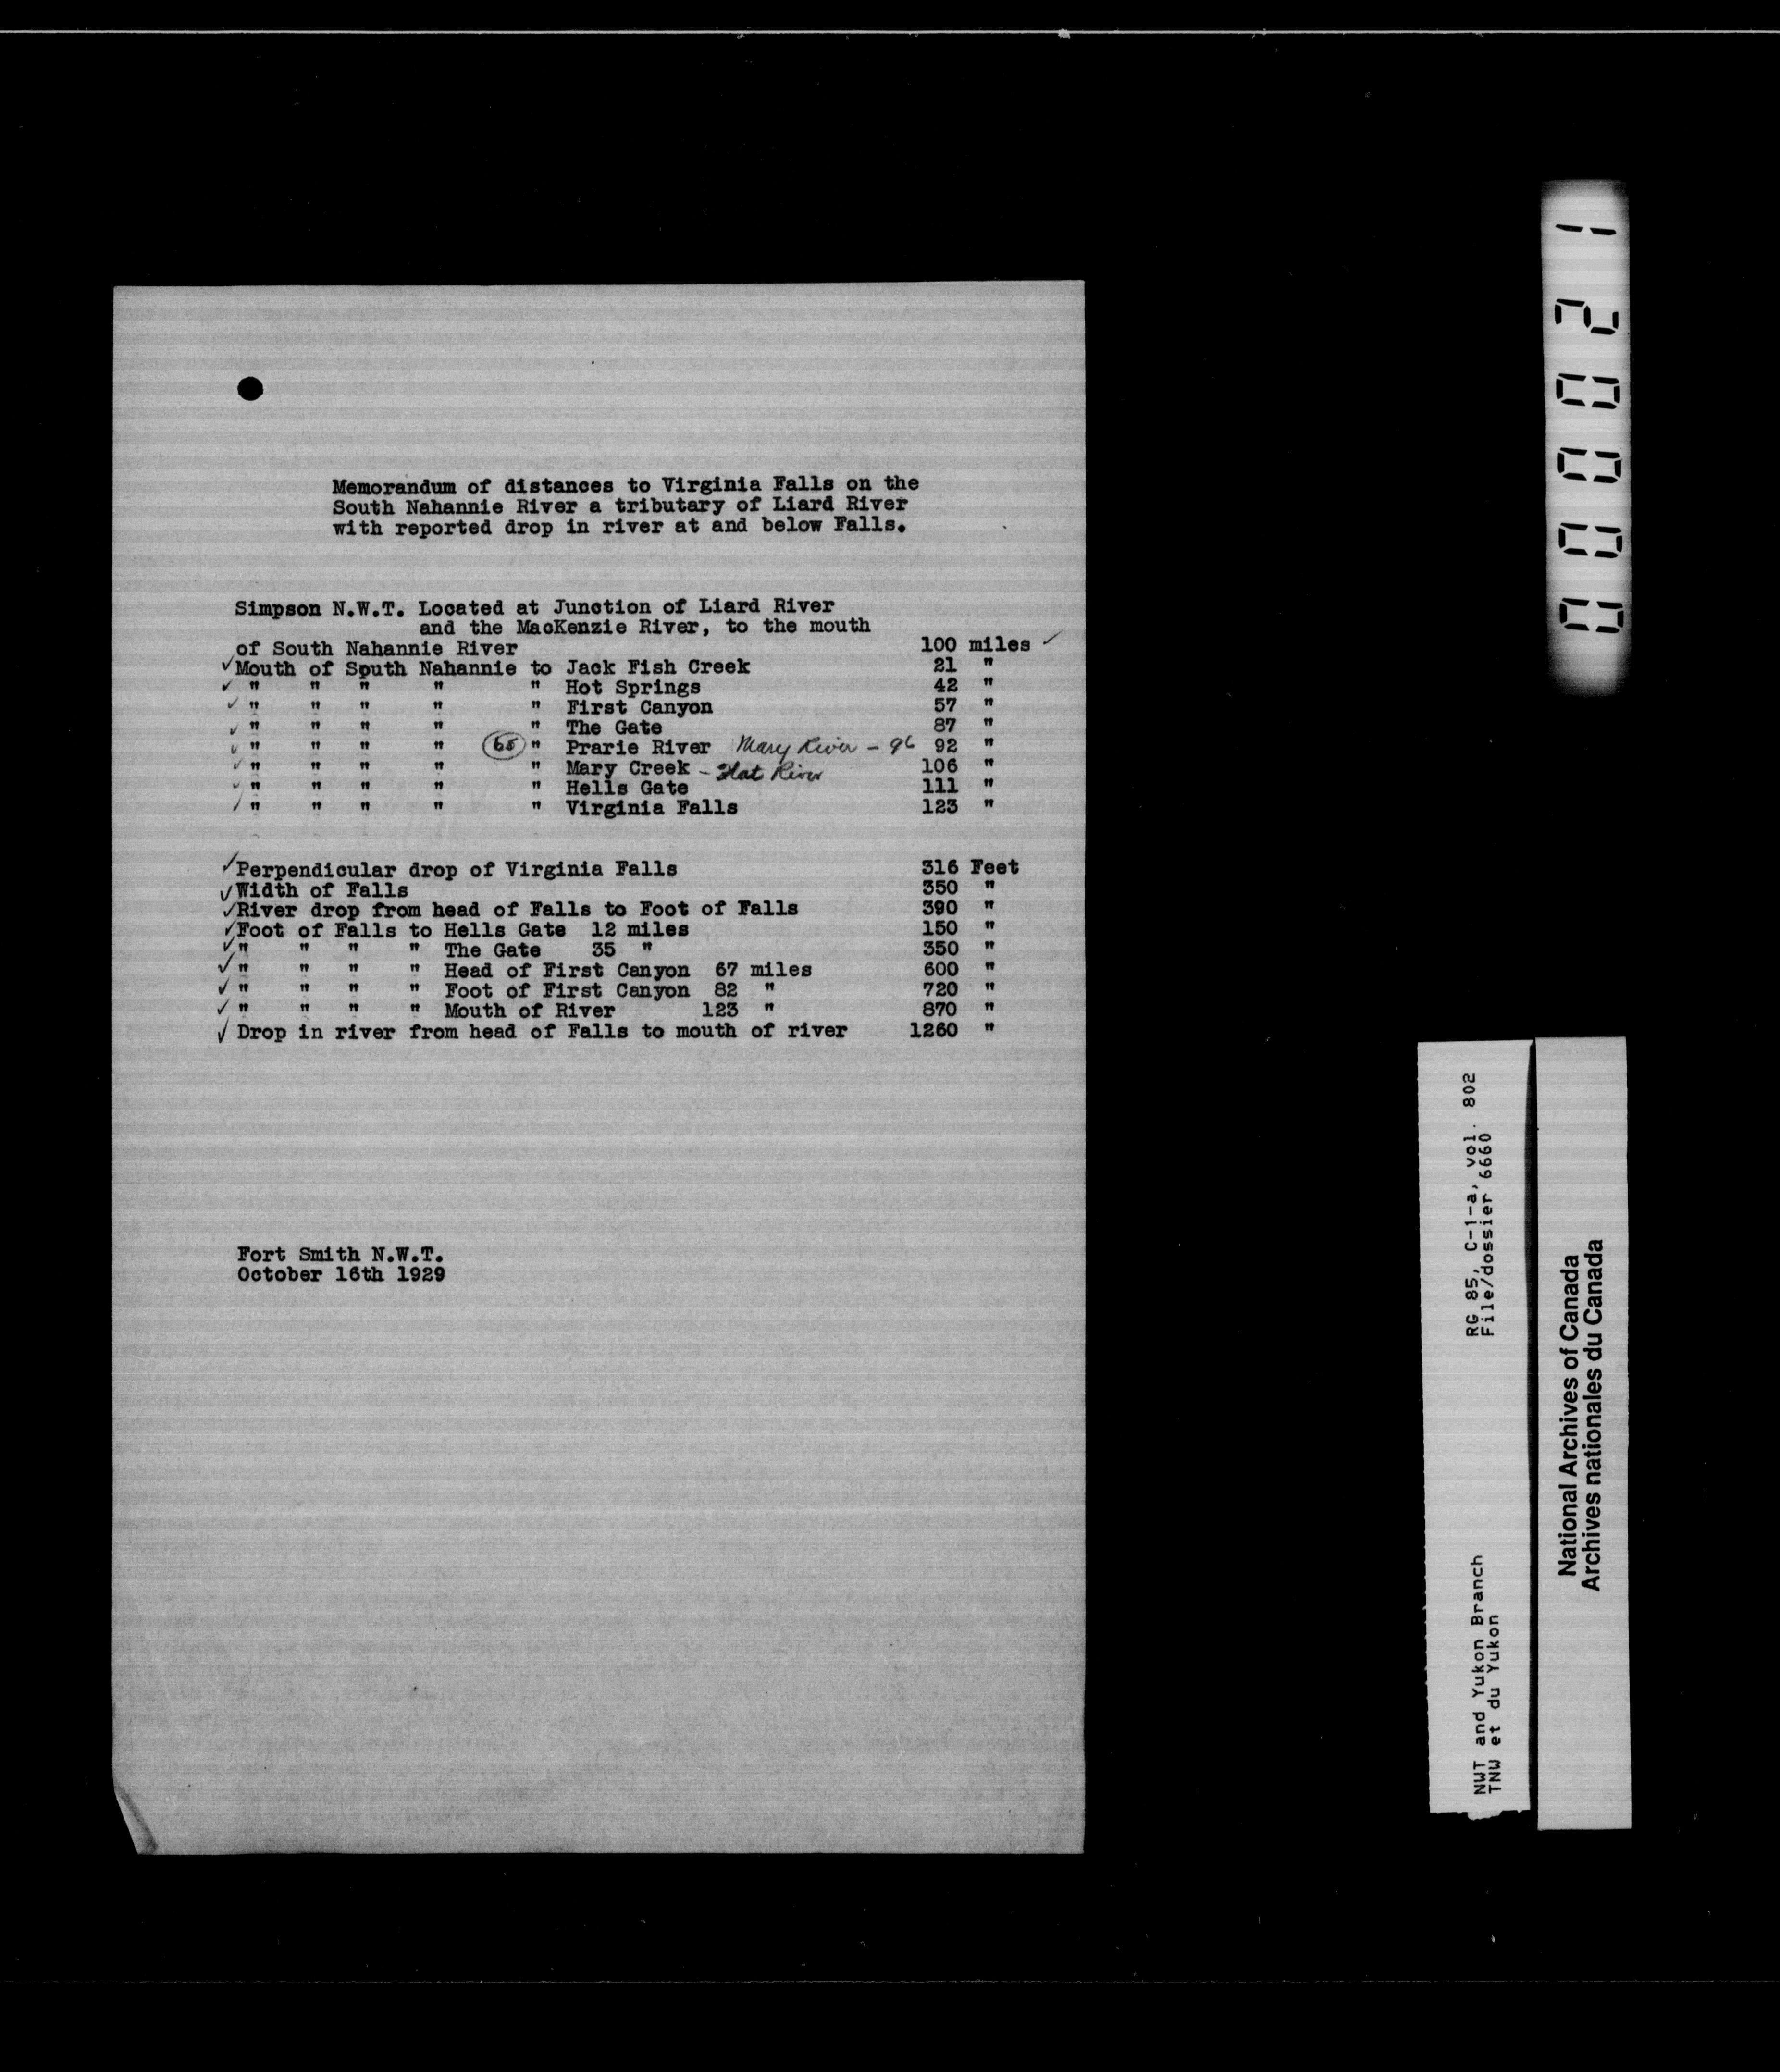 Memorandum of distances to Virginia Falls on the
South Nahannie River a tributary of Liard River
with reported drop in river at and below Falls.
Simpson N.W.T. Located at Junction of Liard River
and the MacKenzie River, to the mouth
of South Nahannie River 100 miles ✓
✓ Mouth of South Nahannie to Jack Fish Creek 21 "
✓ " " " " " Hot Springs 42 "
✓ " " " " " First Canyon 57 "
✓ " " " " " The Gate 87 "
✓ " " " " (68) " Prarie River Mary River - 96 92 "
✓ " " " " " Mary Creek - Flat River 106 "
✓ " " " " " Hells Gate 111 "
✓ " " " " " Virginia Falls 123 "
✓ Perpendicular drop of Virginia Falls 316 Feet
✓ Width of Falls 350 "
✓ River drop from head of Falls to Foot of Falls 390 "
✓ Foot of Falls to Hells Gate 12 miles 150 "
✓ " " " " The Gate 35 " 350 "
✓ " " " " Head of First Canyon 67 miles 600 "
✓ " " " " Foot of First Canyon 82 " 720 "
✓ " " " " Mouth of River 123 " 870 "
✓ Drop in river from head of Falls to mouth of river 1260 "
Fort Smith N.W.T.
October 16th 1929
000021
NWT and Yukon Branch RG 85, C-1-a, vol. 802
TNW et du Yukon File/dossier 6660
National Archives of Canada
Archives nationales du Canada